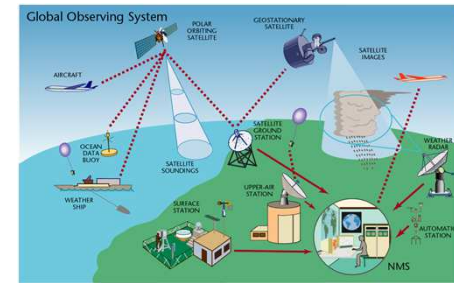 Global Observing System
POLAR
ORBITING
SATELLITE
GEOSTATIONARY
SATELLITE
SATELLITE
IMAGES
AIRCRAFT
OCEAN
DATA
BUOY
SATELLITE
SOUNDINGS
SATELLITE
GROUND
STATION
WEATHER
RADAR
WEATHER
SHIP
SURFACE
STATION
UPPER-AIR
STATION
AUTOMATIC
STATION
NMS